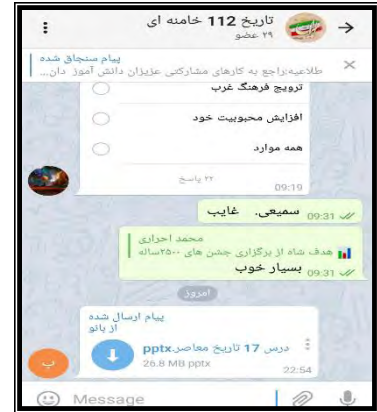 تاریخ 112 خامنه ای
۲۹ عضو
پیام سنجاق شده
طلاعیه:راجع به کارهای مشارکتی عزیزان دانش آموز دان...
ترویج فرهنگ غرب
افزایش محبوبیت خود
همه موارد
۲۲ پاسخ
09:19
سمیعی. غایب
09:31
محمد احراری
هدف شاه از برگزاری جشن های ۲۵۰۰ساله
بسیار خوب
09:31
امروز
پیام ارسال شده
از بانو
درس 17 تاریخ معاصر.pptx
26.8 MB pptx
22:54
ب
Message